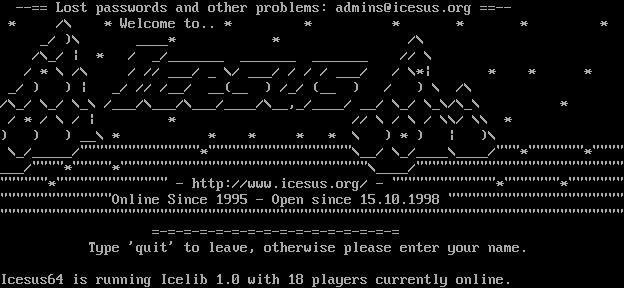 --== Lost passwords and other problems: admins@icesus.org ==--
Welcome to..
ICESUS
- http://www.icesus.org/ -
Online Since 1995 - Open since 15.10.1998
Type 'quit' to leave, otherwise please enter your name.
Icesus64 is running Icelib 1.0 with 18 players currently online.